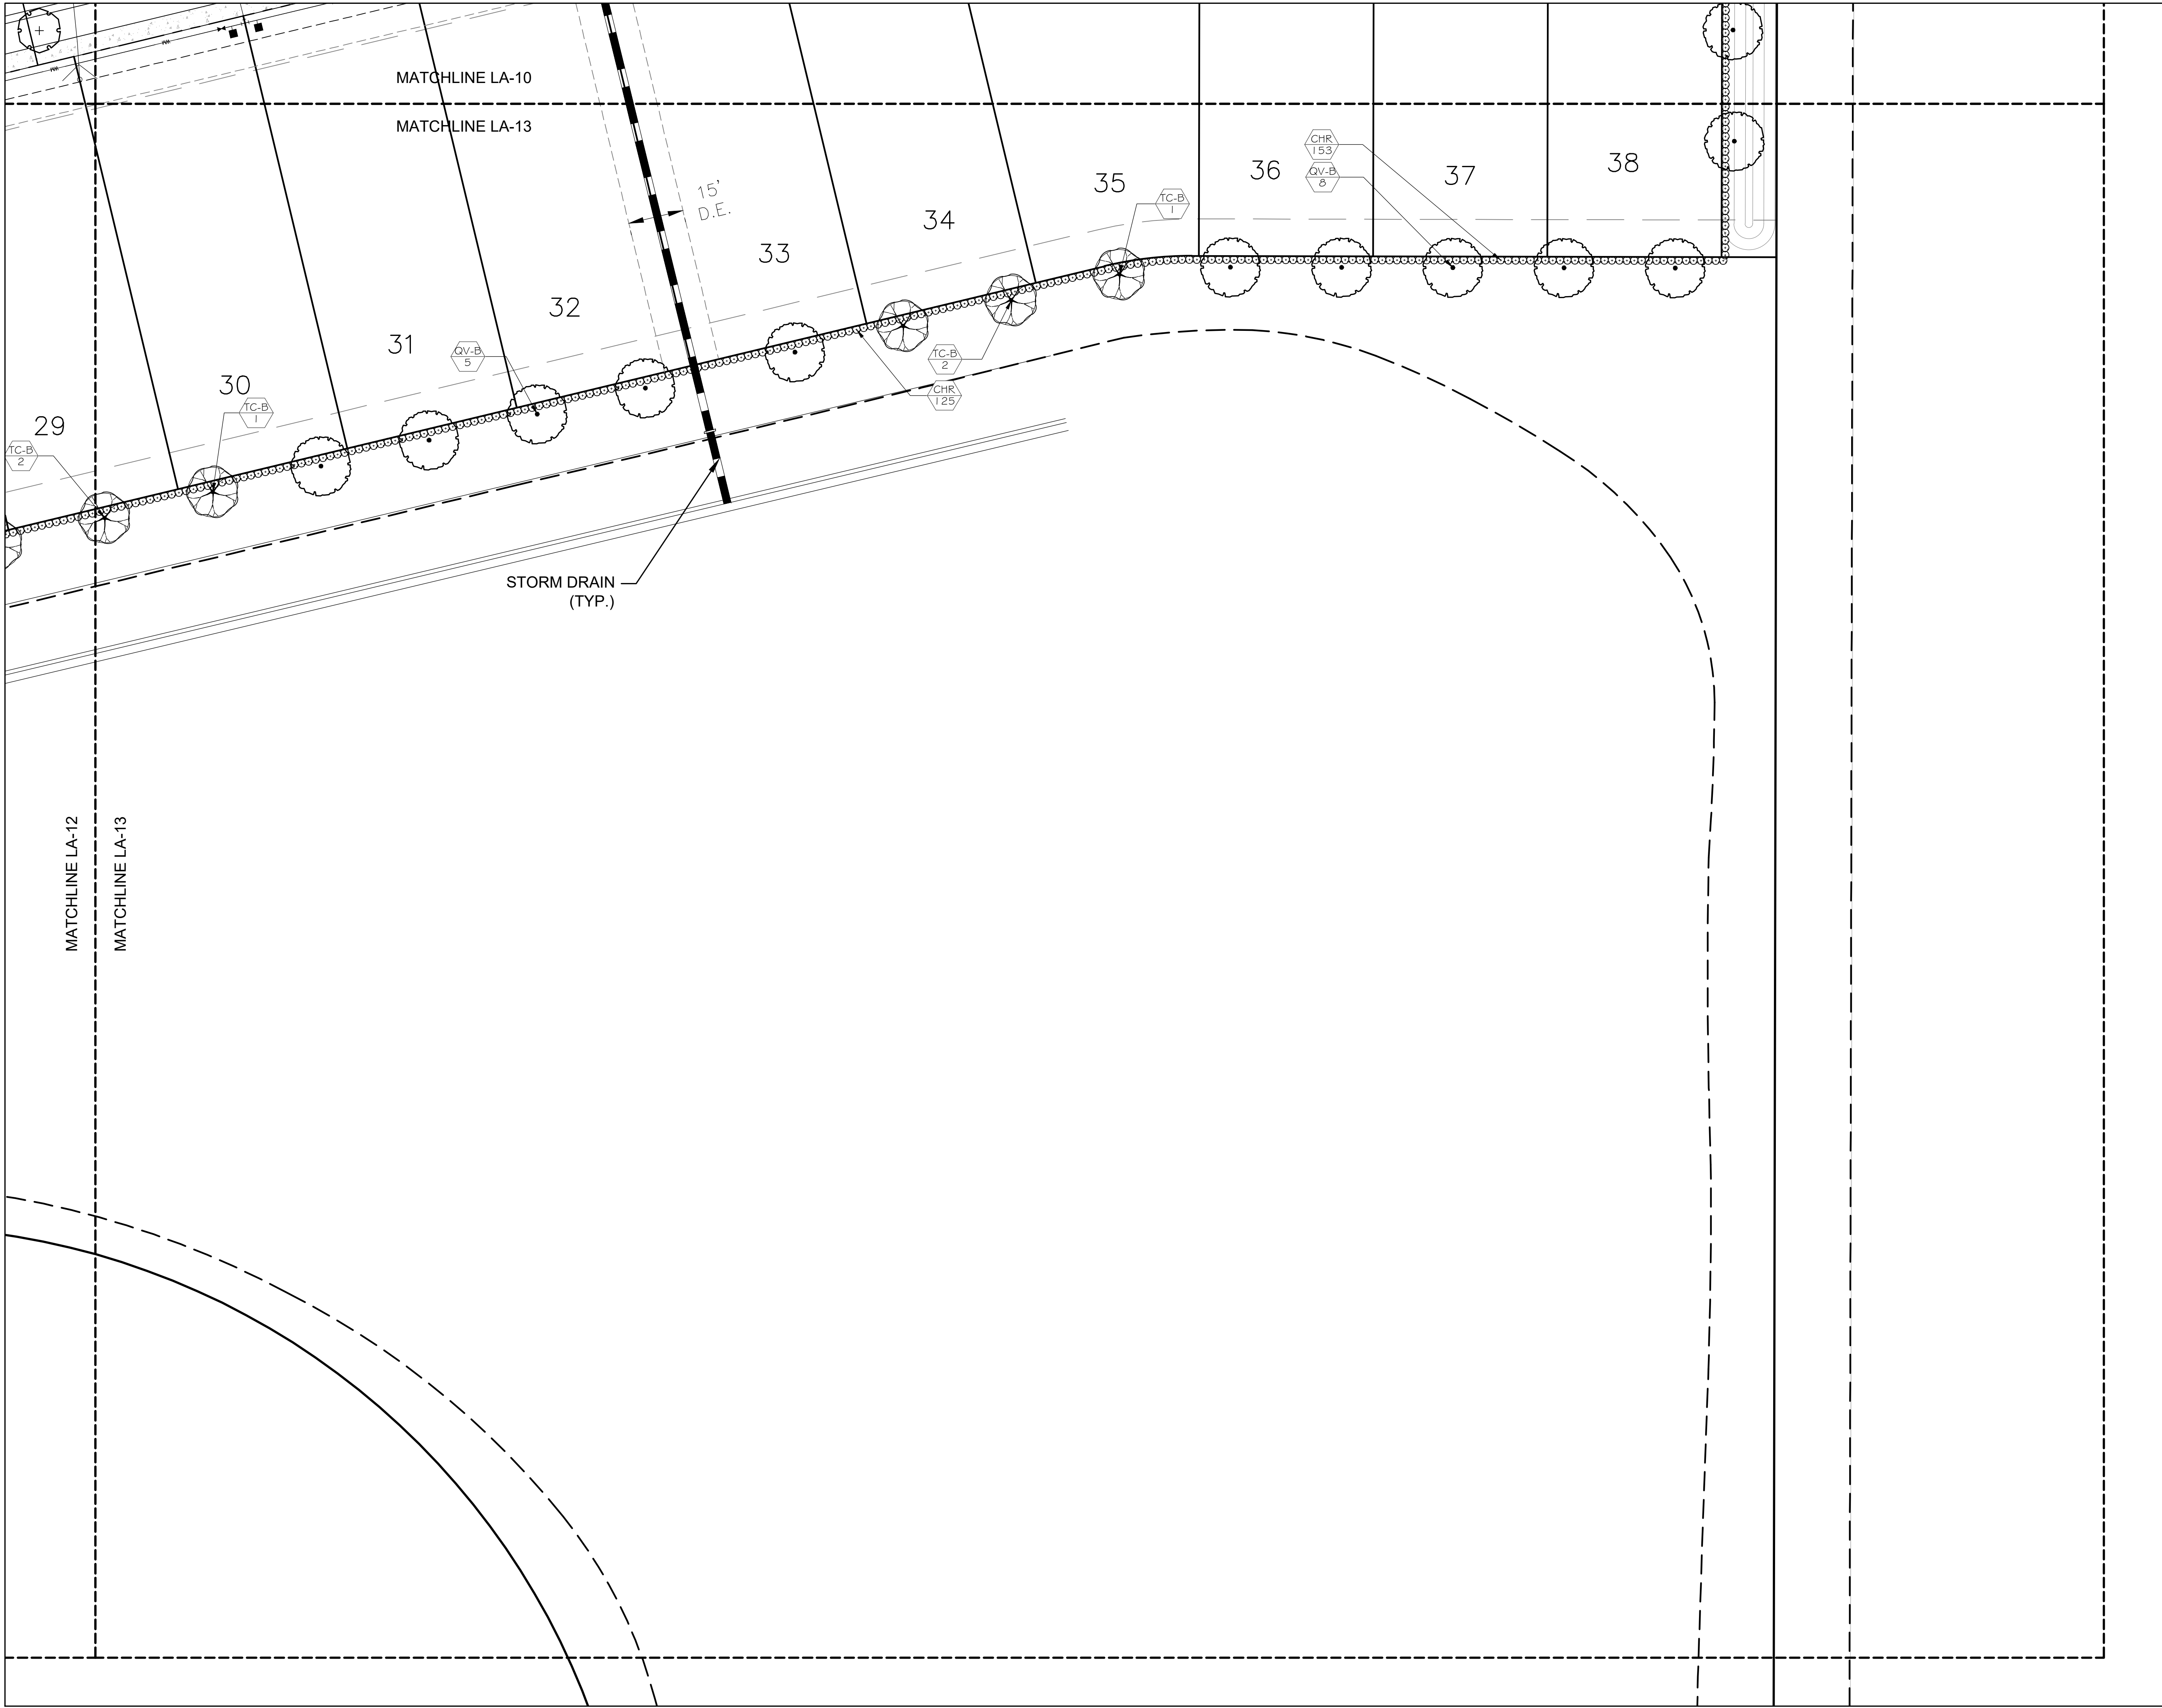 MATCHLINE LA-10
MATCHLINE LA-13
CHR
153
QV-B
8
36
37
38
35
TC-B
1
15'
D.E.
34
33
32
31
QV-B
5
TC-B
2
CHR
125
30
TC-B
1
29
TC-B
2
STORM DRAIN
(TYP.)
MATCHLINE LA-12
MATCHLINE LA-13